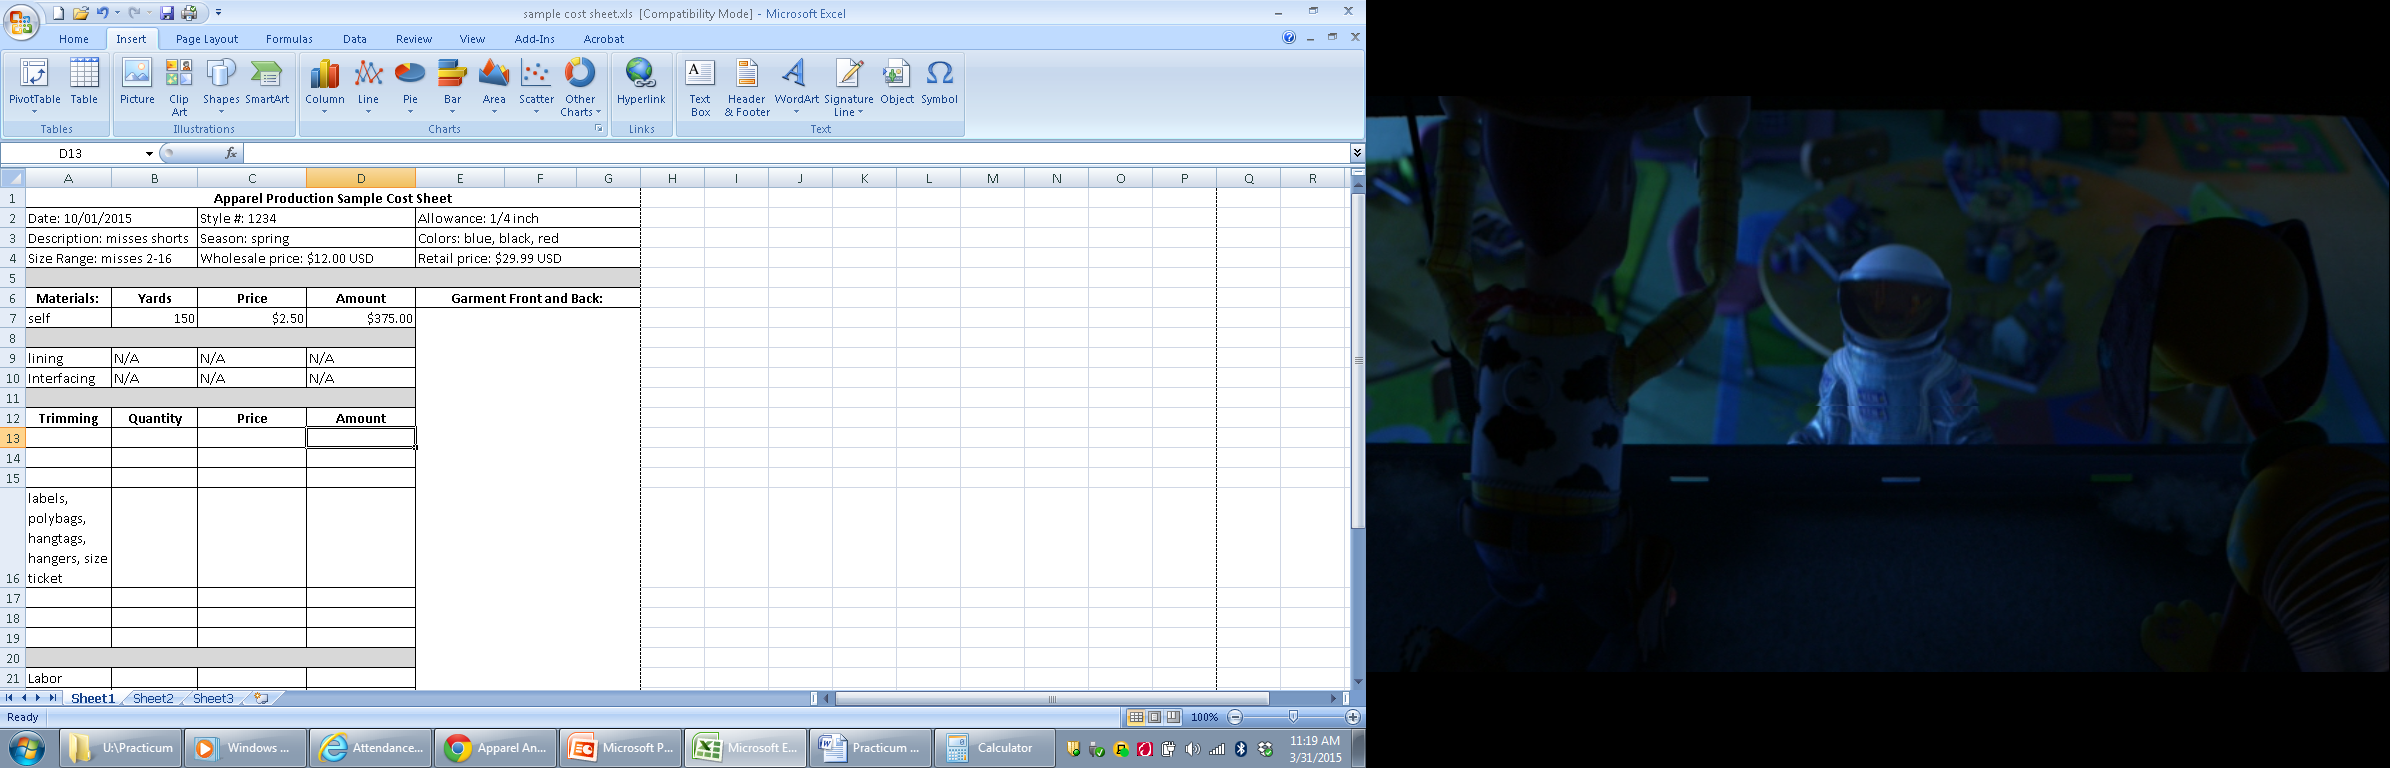 sample cost sheet.xls [Compatibility Mode] - Microsoft Excel
Home Insert Page Layout Formulas Data Review View Add-Ins Acrobat
PivotTable Table Picture Clip Art Shapes SmartArt Column Line Pie Bar Area Scatter Other Charts Hyperlink Text Box Header & Footer WordArt Signature Line Object Symbol
Tables Illustrations Charts Links Text
D13 fx
A B C D E F G H I J K L M N O P Q R
1 Apparel Production Sample Cost Sheet
2 Date: 10/01/2015 Style #: 1234 Allowance: 1/4 inch
3 Description: misses shorts Season: spring Colors: blue, black, red
4 Size Range: misses 2-16 Wholesale price: $12.00 USD Retail price: $29.99 USD
5
6 Materials: Yards Price Amount Garment Front and Back:
7 self 150 $2.50 $375.00
8
9 lining N/A N/A N/A
10 Interfacing N/A N/A N/A
11
12 Trimming Quantity Price Amount
13
14
15
labels,
polybags,
hangtags,
hangers, size
16 ticket
17
18
19
20
21 Labor
Sheet1 Sheet2 Sheet3
Ready 100%
U:\Practicum Windows ... Attendance... Apparel An... Microsoft P... Microsoft E... Practicum ... Calculator 11:19 AM
3/31/2015